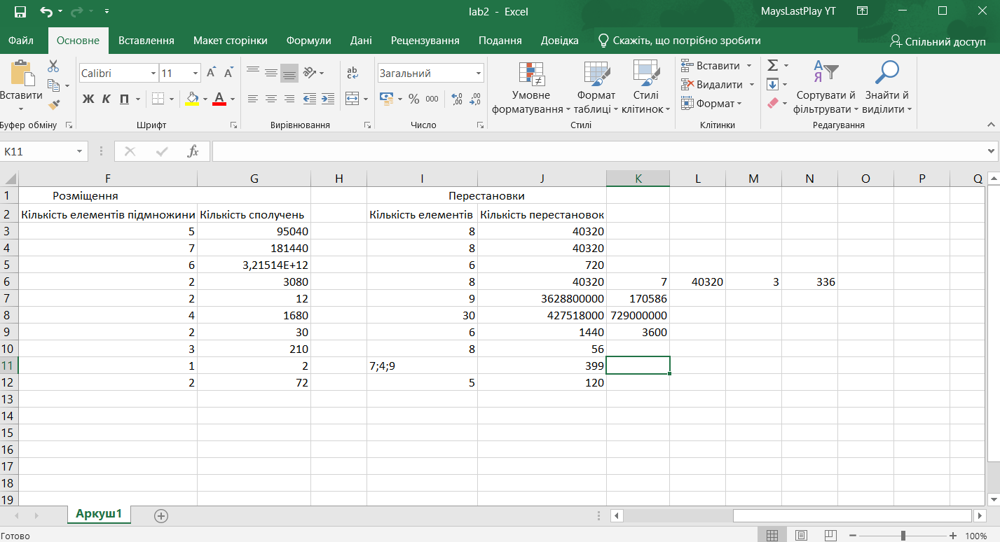 lab2 - Excel MaysLastPlay YT
Файл Основне Вставлення Макет сторінки Формули Дані Рецензування Подання Довідка Скажіть, що потрібно зробити Спільний доступ
Calibri 11 ab Загальний Вставити
Видалити
Вставити Ж К П А % 000 Умовне форматування Формат таблиці Стилі клітинок Формат Сортувати й фільтрувати Знайти й виділити
Буфер обміну Шрифт Вирівнювання Число Стилі Клітинки Редагування
K11 fx
F G H I J K L M N O P Q
1 Розміщення Перестановки
2 Кількість елементів підмножини Кількість сполучень Кількість елементів Кількість перестановок
3 5 95040 8 40320
4 7 181440 8 40320
5 6 3,21514E+12 6 720
6 2 3080 8 40320 7 40320 3 336
7 2 12 9 3628800000 170586
8 4 1680 30 427518000 729000000
9 2 30 6 1440 3600
10 3 210 8 56
11 1 2 7;4;9 399
12 2 72 5 120
13
14
15
16
17
18
19
Аркуш1
Готово 100%